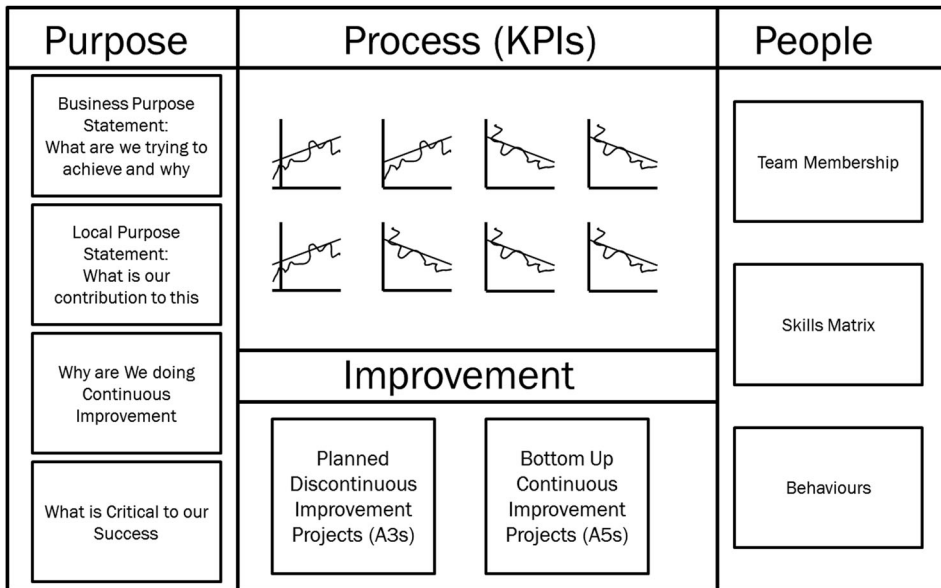 Purpose
Business Purpose
Statement:
What are we trying to
achieve and why
Local Purpose
Statement:
What is our
contribution to this
Why are We doing
Continuous
Improvement
What is Critical to our
Success
Process (KPIs)
Improvement
Planned
Discontinuous
Improvement
Projects (A3s)
Bottom Up
Continuous
Improvement
Projects (A5s)
People
Team Membership
Skills Matrix
Behaviours